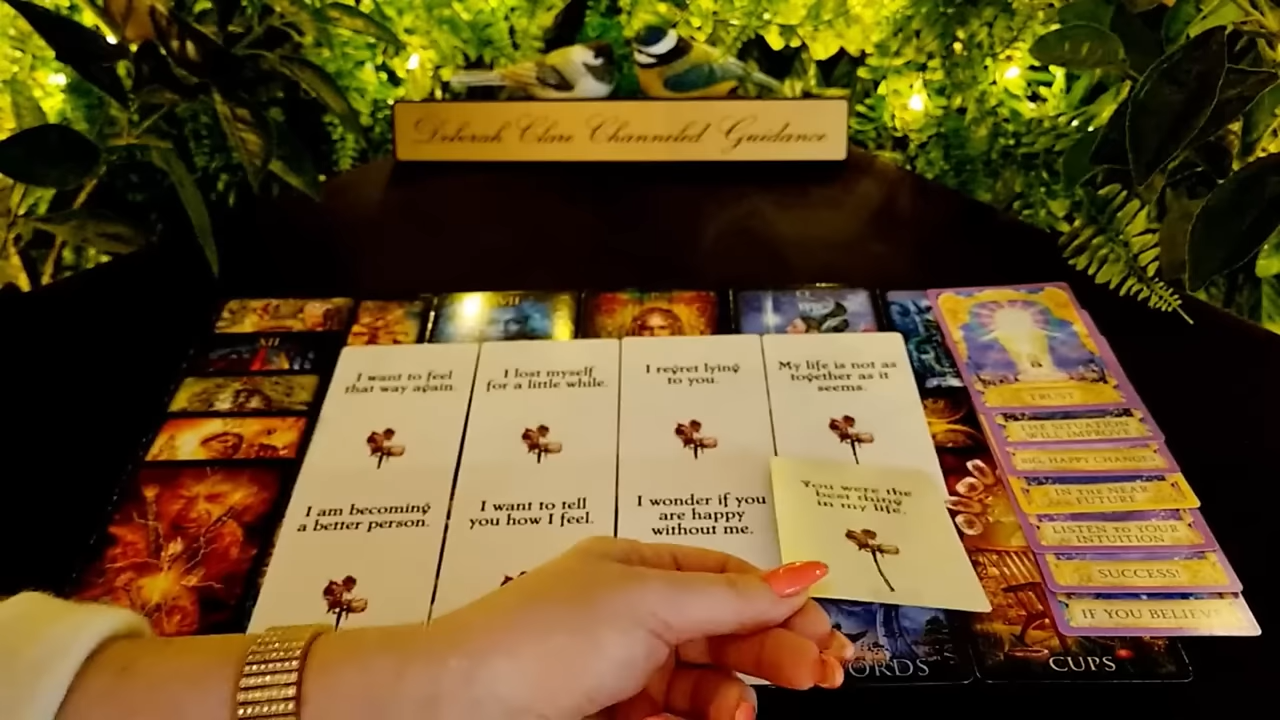 Deborah Clare Channeled Guidance
XII
VII
I want to feel
that way again.
I lost myself
for a little while.
I regret lying
to you.
My life is not as
together as it
seems.
I am becoming
a better person.
I want to tell
you how I feel.
I wonder if you
are happy
without me.
You were the
best thing
in my life.
TRUST
THE SITUATION
WILL IMPROVE
BIG, HAPPY CHANGES
IN THE NEAR
FUTURE
LISTEN TO YOUR
INTUITION
SUCCESS!
IF YOU BELIEVE
CUPS